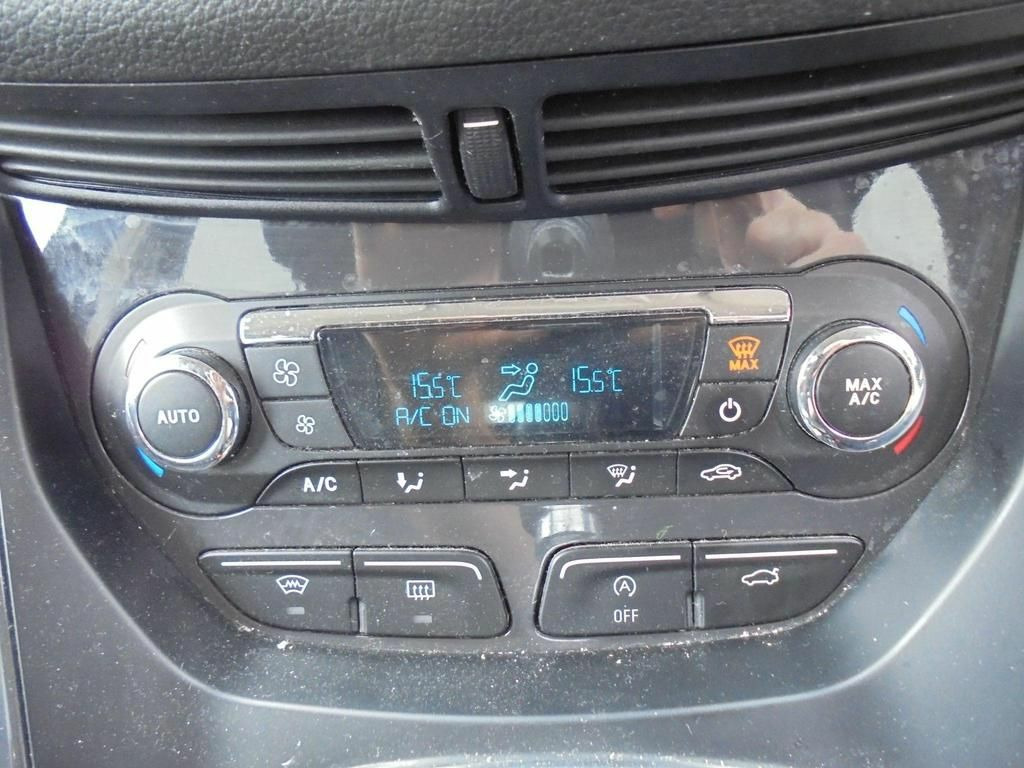 15.5°C 15.5°C
A/C ON
MAX
AUTO
MAX
A/C
A/C
A
OFF